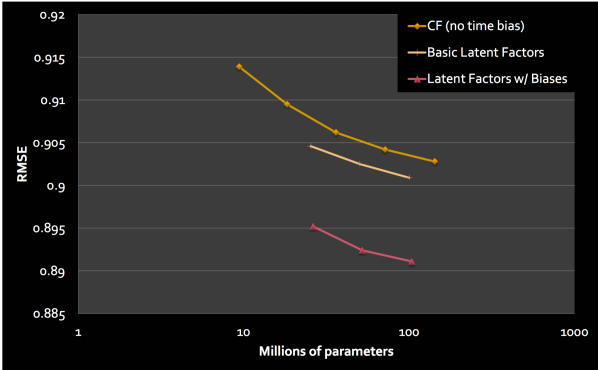 0.92
CF (no time bias)
Basic Latent Factors
Latent Factors w/ Biases
0.915
0.91
0.905
0.9
0.895
0.89
0.885
RMSE
1
10
100
1000
Millions of parameters